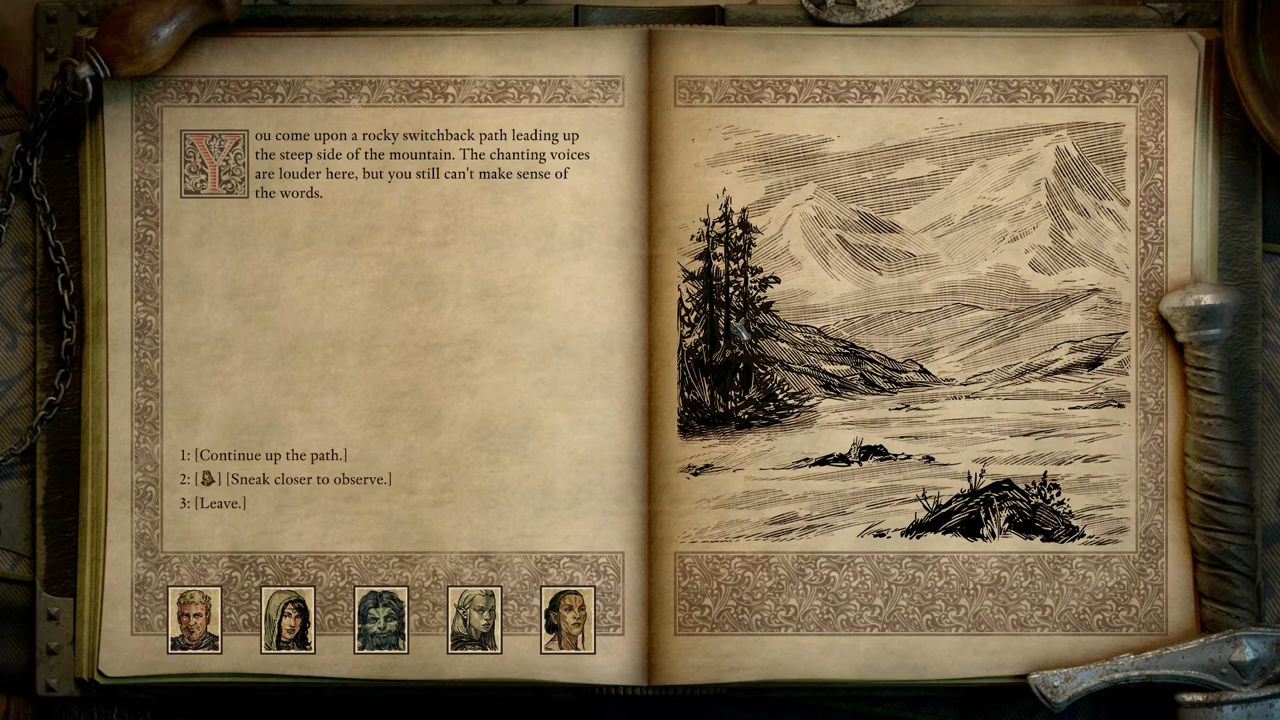 You come upon a rocky switchback path leading up
the steep side of the mountain. The chanting voices
are louder here, but you still can't make sense of
the words.
1: [Continue up the path.]
2: [] [Sneak closer to observe.]
3: [Leave.]